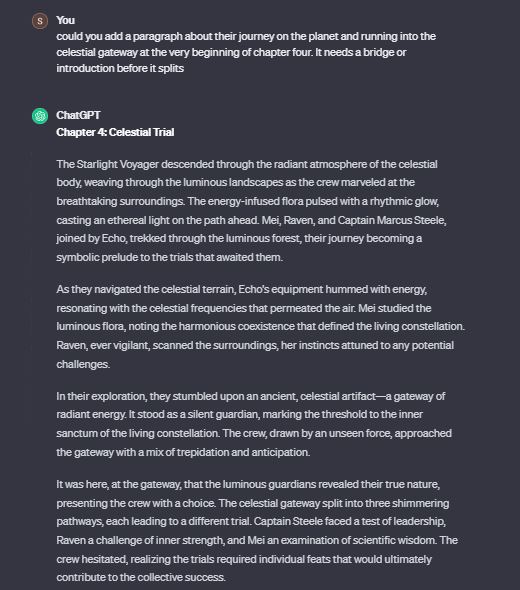 S You
could you add a paragraph about their journey on the planet and running into the
celestial gateway at the very beginning of chapter four. It needs a bridge or
introduction before it splits
ChatGPT
Chapter 4: Celestial Trial
The Starlight Voyager descended through the radiant atmosphere of the celestial
body, weaving through the luminous landscapes as the crew marveled at the
breathtaking surroundings. The energy-infused flora pulsed with a rhythmic glow,
casting an ethereal light on the path ahead. Mei, Raven, and Captain Marcus Steele,
joined by Echo, trekked through the luminous forest, their journey becoming a
symbolic prelude to the trials that awaited them.
As they navigated the celestial terrain, Echo's equipment hummed with energy,
resonating with the celestial frequencies that permeated the air. Mei studied the
luminous flora, noting the harmonious coexistence that defined the living constellation.
Raven, ever vigilant, scanned the surroundings, her instincts attuned to any potential
challenges.
In their exploration, they stumbled upon an ancient, celestial artifact—a gateway of
radiant energy. It stood as a silent guardian, marking the threshold to the inner
sanctum of the living constellation. The crew, drawn by an unseen force, approached
the gateway with a mix of trepidation and anticipation.
It was here, at the gateway, that the luminous guardians revealed their true nature,
presenting the crew with a choice. The celestial gateway split into three shimmering
pathways, each leading to a different trial. Captain Steele faced a test of leadership,
Raven a challenge of inner strength, and Mei an examination of scientific wisdom. The
crew hesitated, realizing the trials required individual feats that would ultimately
contribute to the collective success.